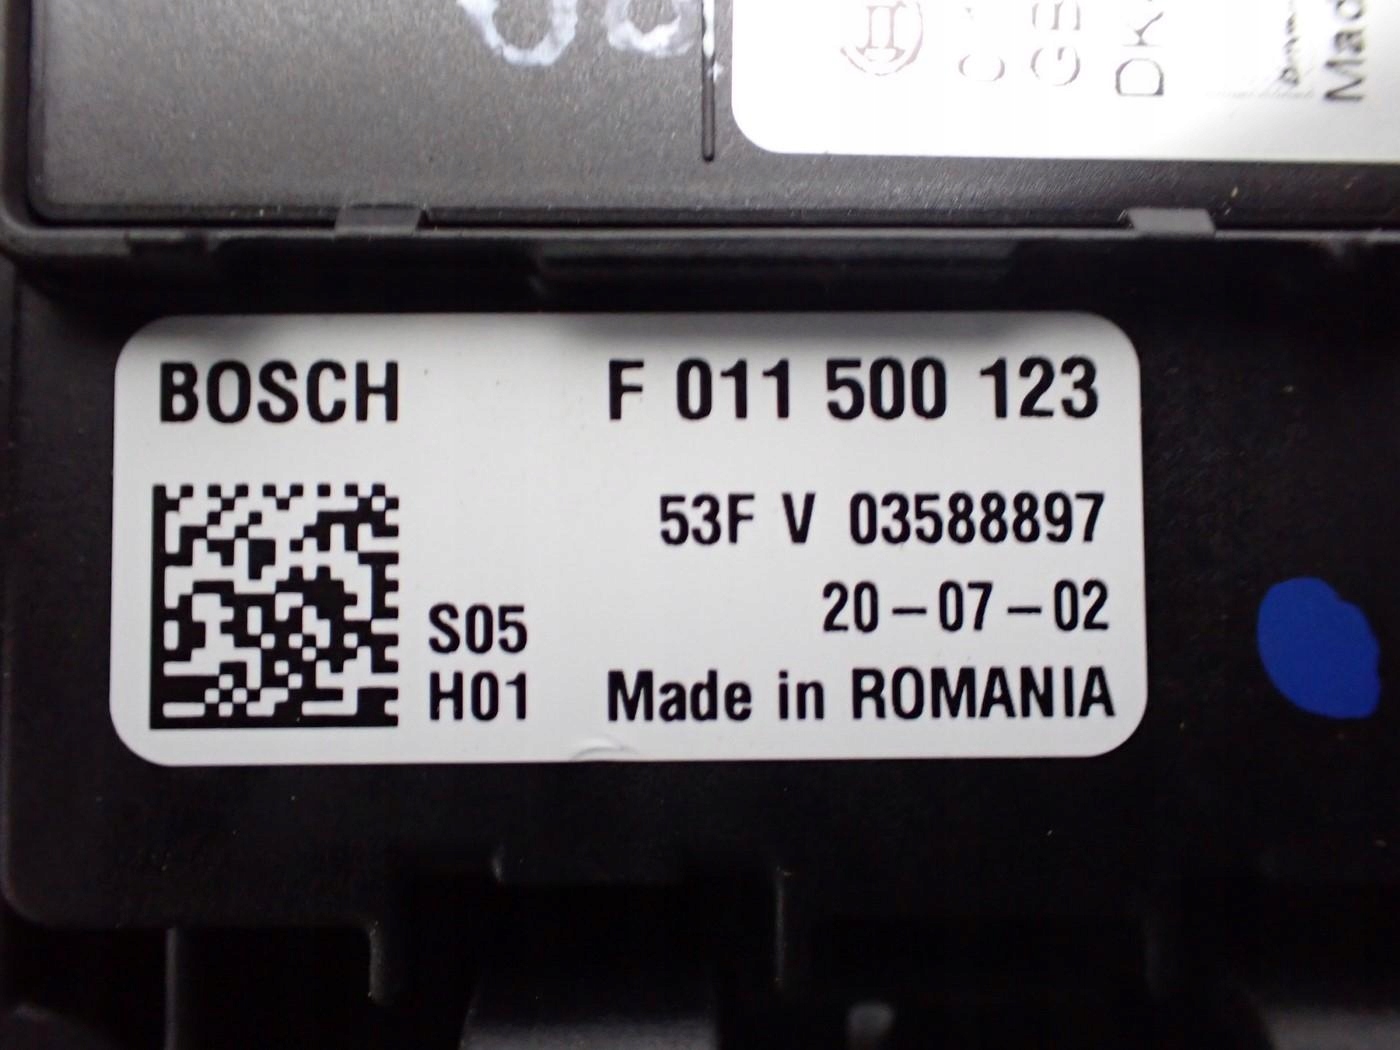 BOSCH
F 011 500 123
53F V 03588897
20-07-02
S05
H01
Made in ROMANIA